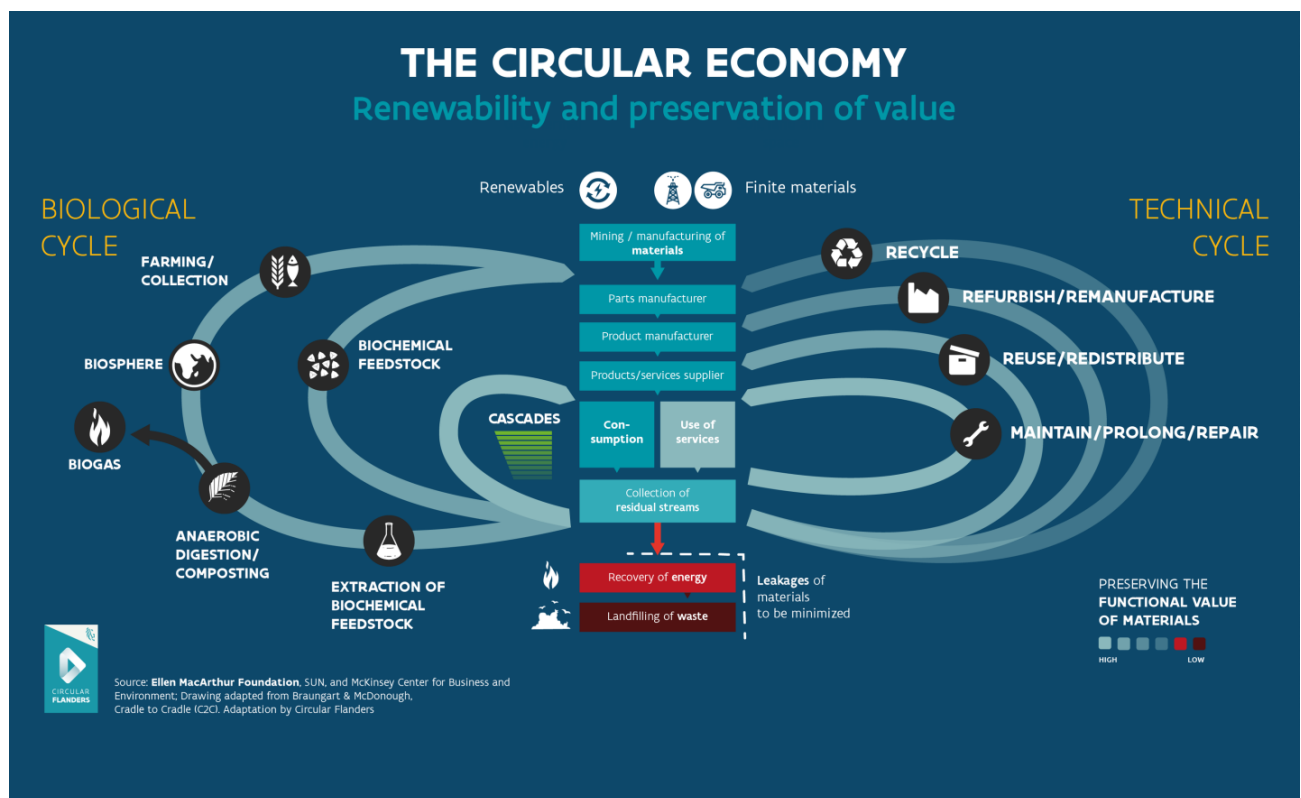 THE CIRCULAR ECONOMY
Renewability and preservation of value
Renewables
Finite materials
BIOLOGICAL
CYCLE
TECHNICAL
CYCLE
FARMING/
COLLECTION
BIOSPHERE
BIOCHEMICAL
FEEDSTOCK
BIOGAS
CASCADES
ANAEROBIC
DIGESTION/
COMPOSTING
EXTRACTION OF
BIOCHEMICAL
FEEDSTOCK
Mining / manufacturing of
materials
Parts manufacturer
Product manufacturer
Products/services supplier
Con-
sumption
Use of
services
Collection of
residual streams
Recovery of energy
Landfilling of waste
Leakages of
materials
to be minimized
RECYCLE
REFURBISH/REMANUFACTURE
REUSE/REDISTRIBUTE
MAINTAIN/PROLONG/REPAIR
PRESERVING THE
FUNCTIONAL VALUE
OF MATERIALS
HIGH LOW
CIRCULAR
FLANDERS
Source: Ellen MacArthur Foundation, SUN, and McKinsey Center for Business and
Environment; Drawing adapted from Braungart & McDonough,
Cradle to Cradle (C2C). Adaptation by Circular Flanders